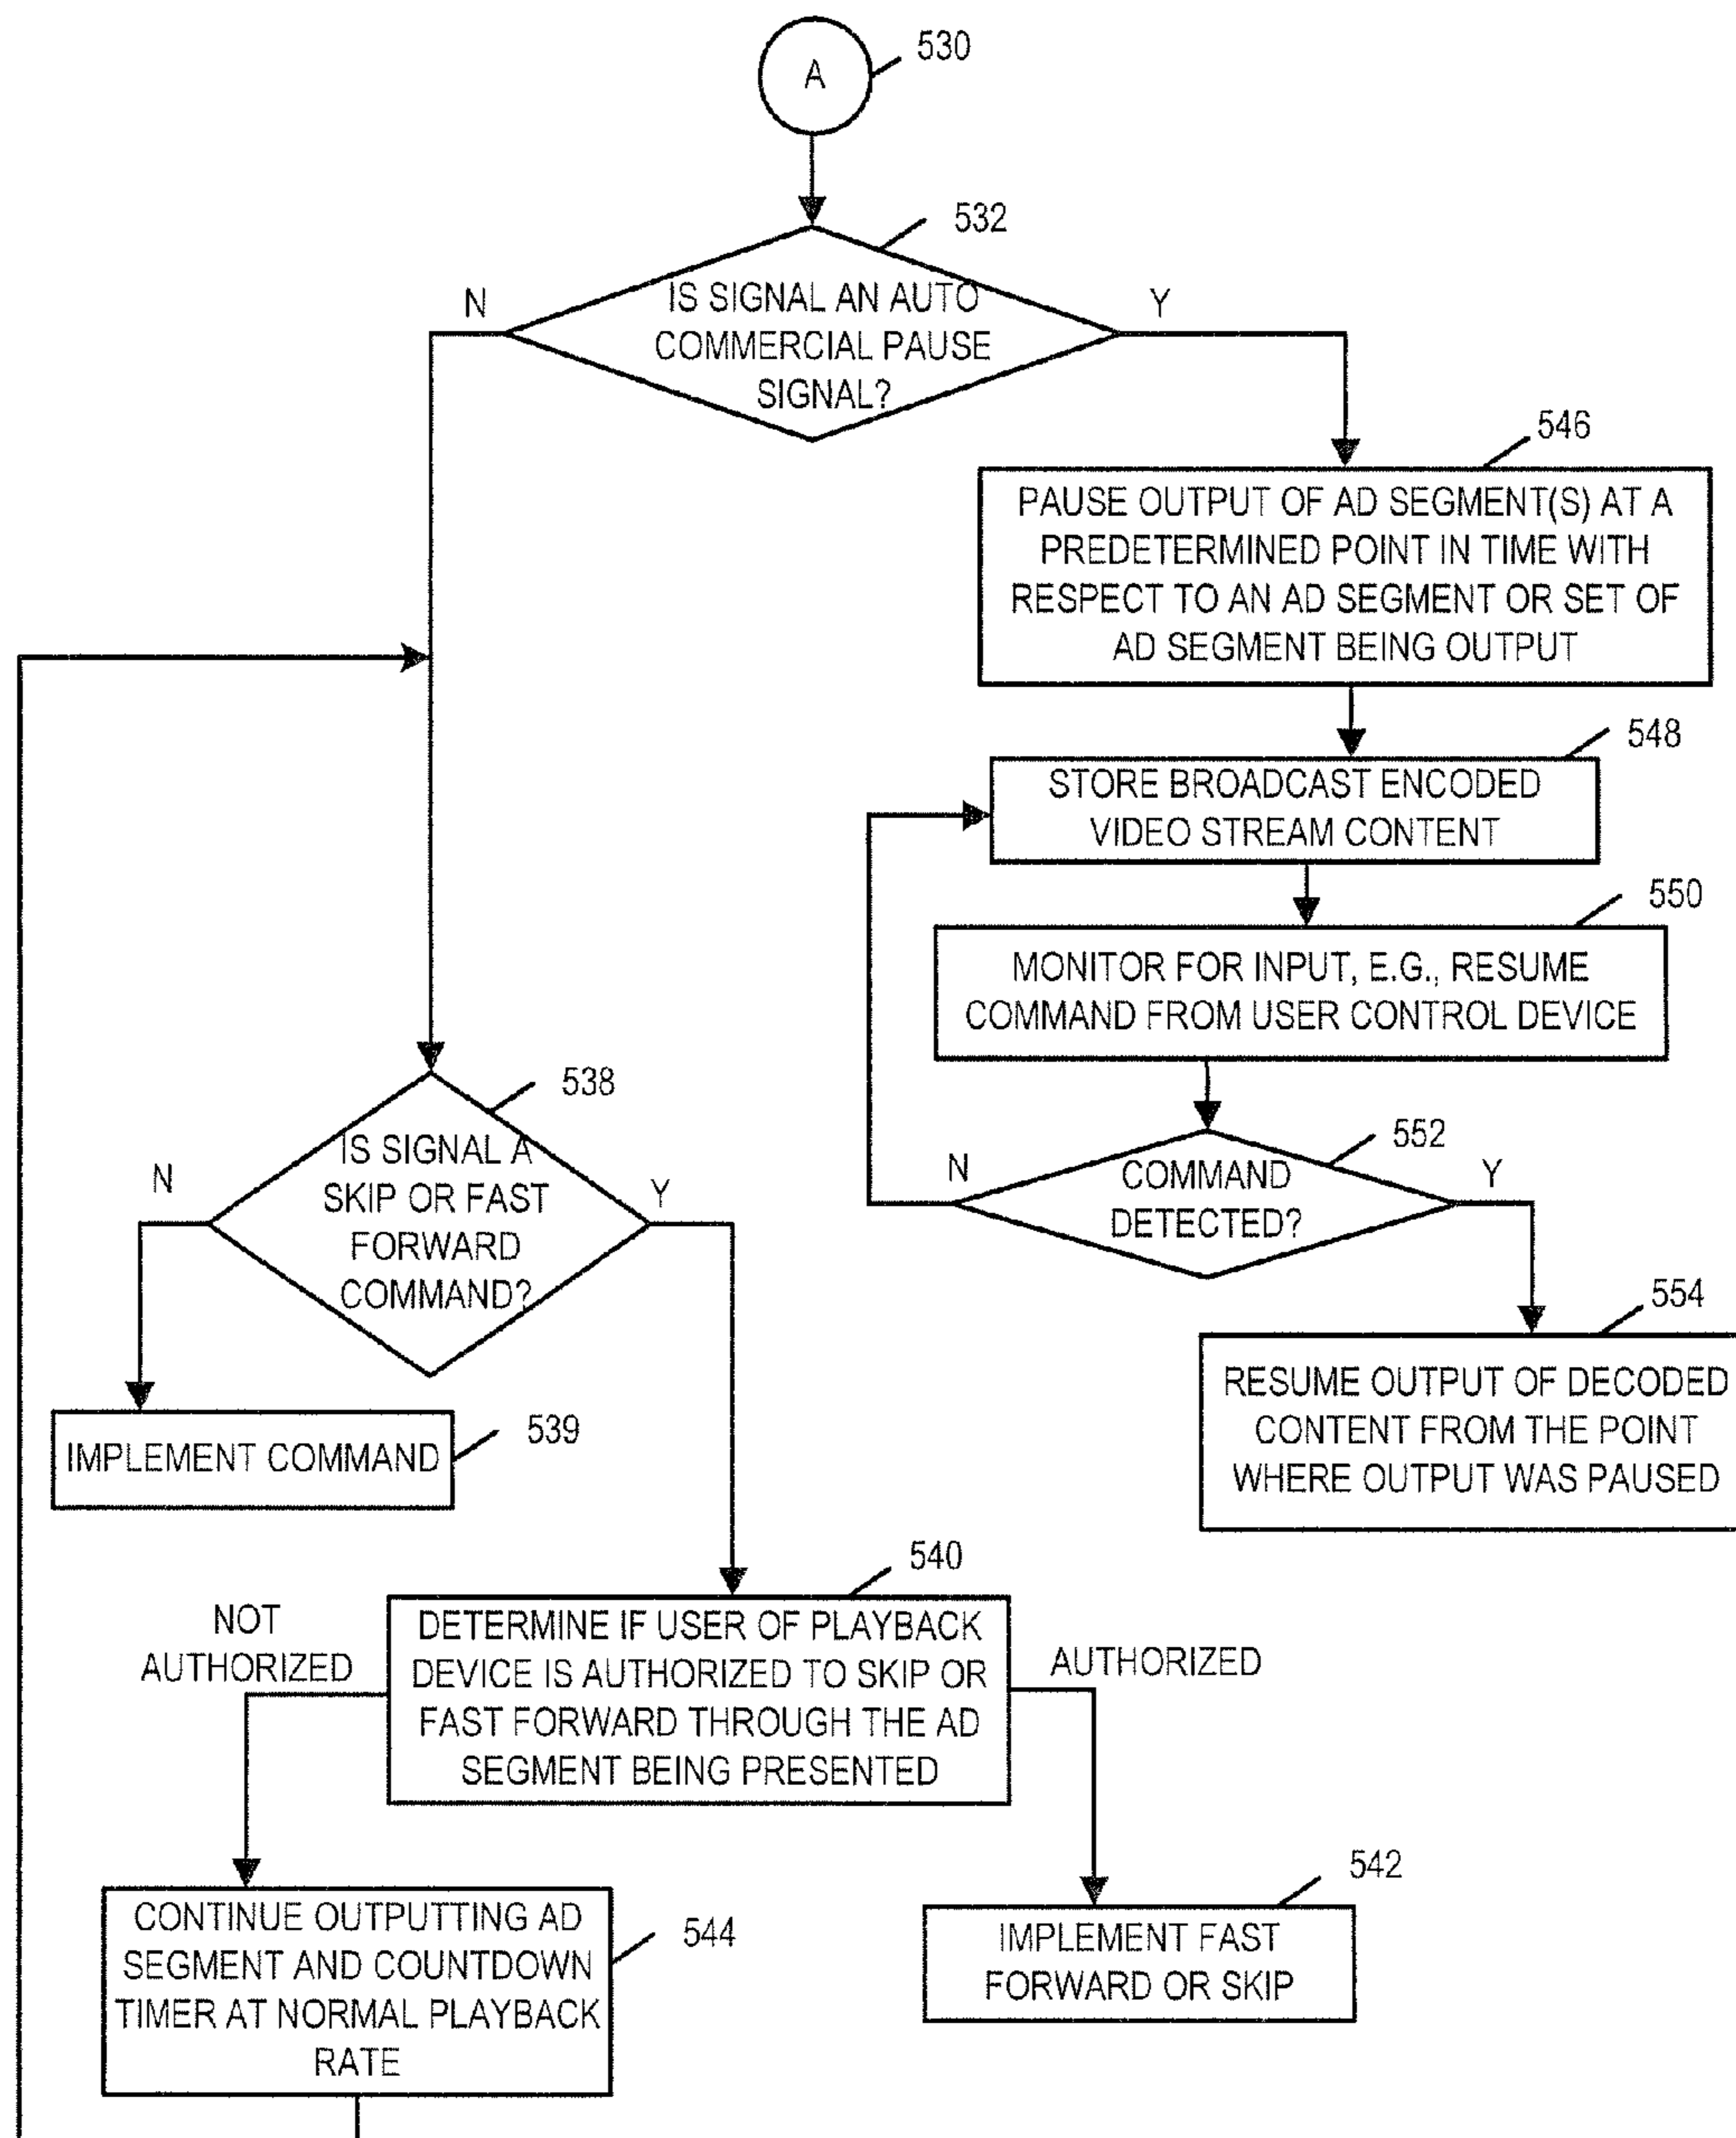 A
530
532
IS SIGNAL AN AUTO
COMMERCIAL PAUSE
SIGNAL?
N
Y
546
PAUSE OUTPUT OF AD SEGMENT(S) AT A
PREDETERMINED POINT IN TIME WITH
RESPECT TO AN AD SEGMENT OR SET OF
AD SEGMENT BEING OUTPUT
548
STORE BROADCAST ENCODED
VIDEO STREAM CONTENT
550
MONITOR FOR INPUT, E.G., RESUME
COMMAND FROM USER CONTROL DEVICE
552
COMMAND
DETECTED?
N
Y
554
RESUME OUTPUT OF DECODED
CONTENT FROM THE POINT
WHERE OUTPUT WAS PAUSED
538
IS SIGNAL A
SKIP OR FAST
FORWARD
COMMAND?
N
Y
IMPLEMENT COMMAND
539
540
DETERMINE IF USER OF PLAYBACK
DEVICE IS AUTHORIZED TO SKIP OR
FAST FORWARD THROUGH THE AD
SEGMENT BEING PRESENTED
NOT
AUTHORIZED
AUTHORIZED
CONTINUE OUTPUTTING AD
SEGMENT AND COUNTDOWN
TIMER AT NORMAL PLAYBACK
RATE
544
542
IMPLEMENT FAST
FORWARD OR SKIP